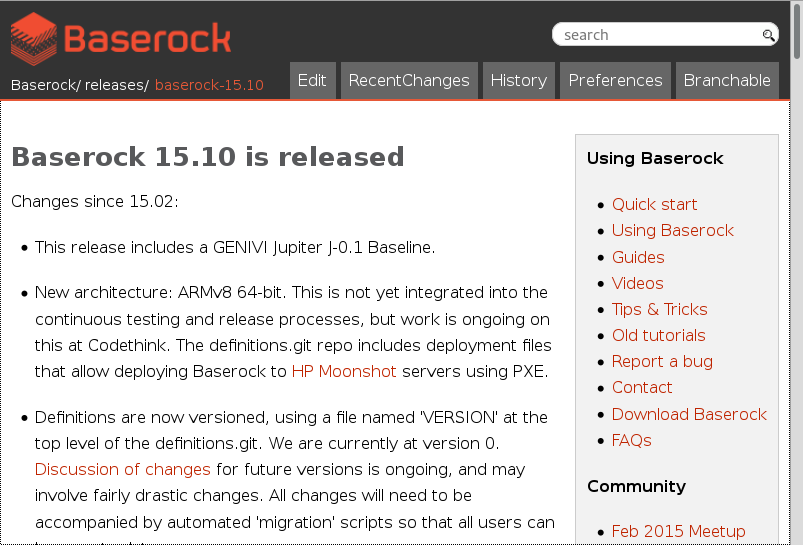 Baserock
search
Baserock/ releases/ baserock-15.10
Edit
RecentChanges
History
Preferences
Branchable
Baserock 15.10 is released
Changes since 15.02:
This release includes a GENIVI Jupiter J-0.1 Baseline.
New architecture: ARMv8 64-bit. This is not yet integrated into the
continuous testing and release processes, but work is ongoing on
this at Codethink. The definitions.git repo includes deployment files
that allow deploying Baserock to HP Moonshot servers using PXE.
Definitions are now versioned, using a file named 'VERSION' at the
top level of the definitions.git. We are currently at version 0.
Discussion of changes for future versions is ongoing, and may
involve fairly drastic changes. All changes will need to be
accompanied by automated 'migration' scripts so that all users can
Using Baserock
Quick start
Using Baserock
Guides
Videos
Tips & Tricks
Old tutorials
Report a bug
Contact
Download Baserock
FAQs
Community
Feb 2015 Meetup